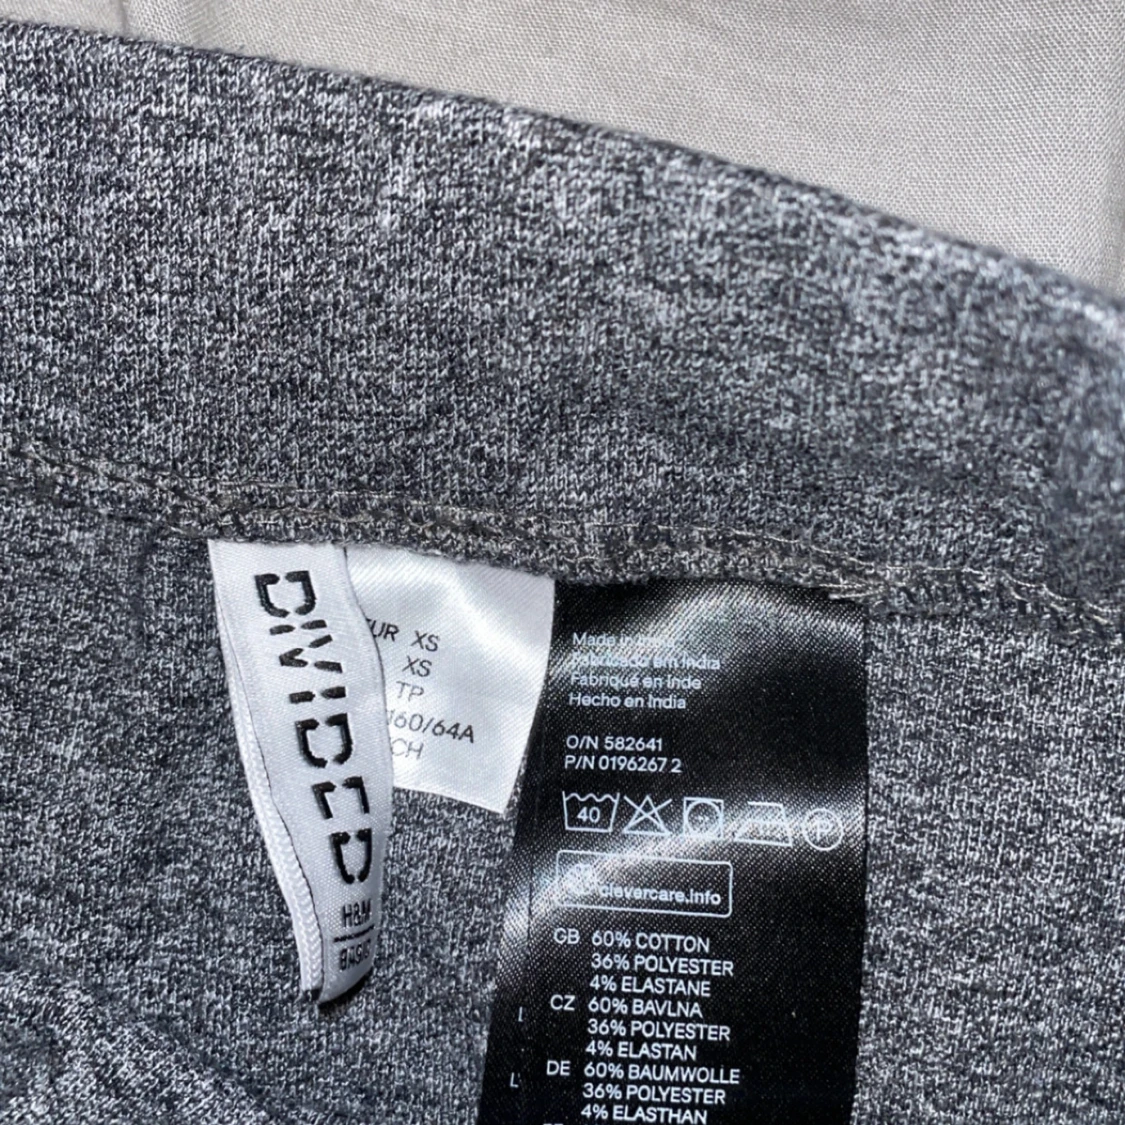 DIVIDED
H&M
BASIC
EUR XS
XS
TP
160/64A
CH
Made in India
Fabricado em Índia
Fabriqué en Inde
Hecho en India
O/N 582641
P/N 0196267 2
40
P
clevercare.info
GB 60% COTTON
36% POLYESTER
4% ELASTANE
CZ 60% BAVLNA
36% POLYESTER
4% ELASTAN
DE 60% BAUMWOLLE
36% POLYESTER
4% ELASTHAN